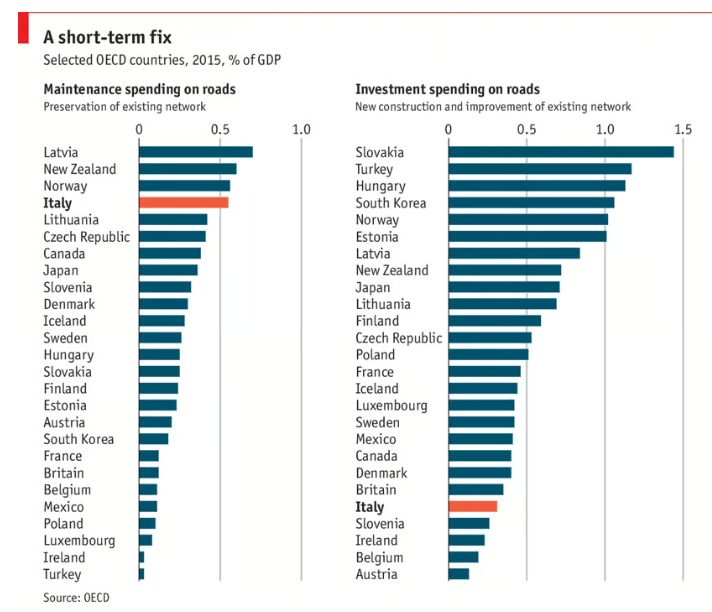 A short-term fix
Selected OECD countries, 2015, % of GDP
Maintenance spending on roads
Preservation of existing network
0 0.5 1.0
Latvia
New Zealand
Norway
Italy
Lithuania
Czech Republic
Canada
Japan
Slovenia
Denmark
Iceland
Sweden
Hungary
Slovakia
Finland
Estonia
Austria
South Korea
France
Britain
Belgium
Mexico
Poland
Luxembourg
Ireland
Turkey
Investment spending on roads
New construction and improvement of existing network
0 0.5 1.0 1.5
Slovakia
Turkey
Hungary
South Korea
Norway
Estonia
Latvia
New Zealand
Japan
Lithuania
Finland
Czech Republic
Poland
France
Iceland
Luxembourg
Sweden
Mexico
Canada
Denmark
Britain
Italy
Slovenia
Ireland
Belgium
Austria
Source: OECD